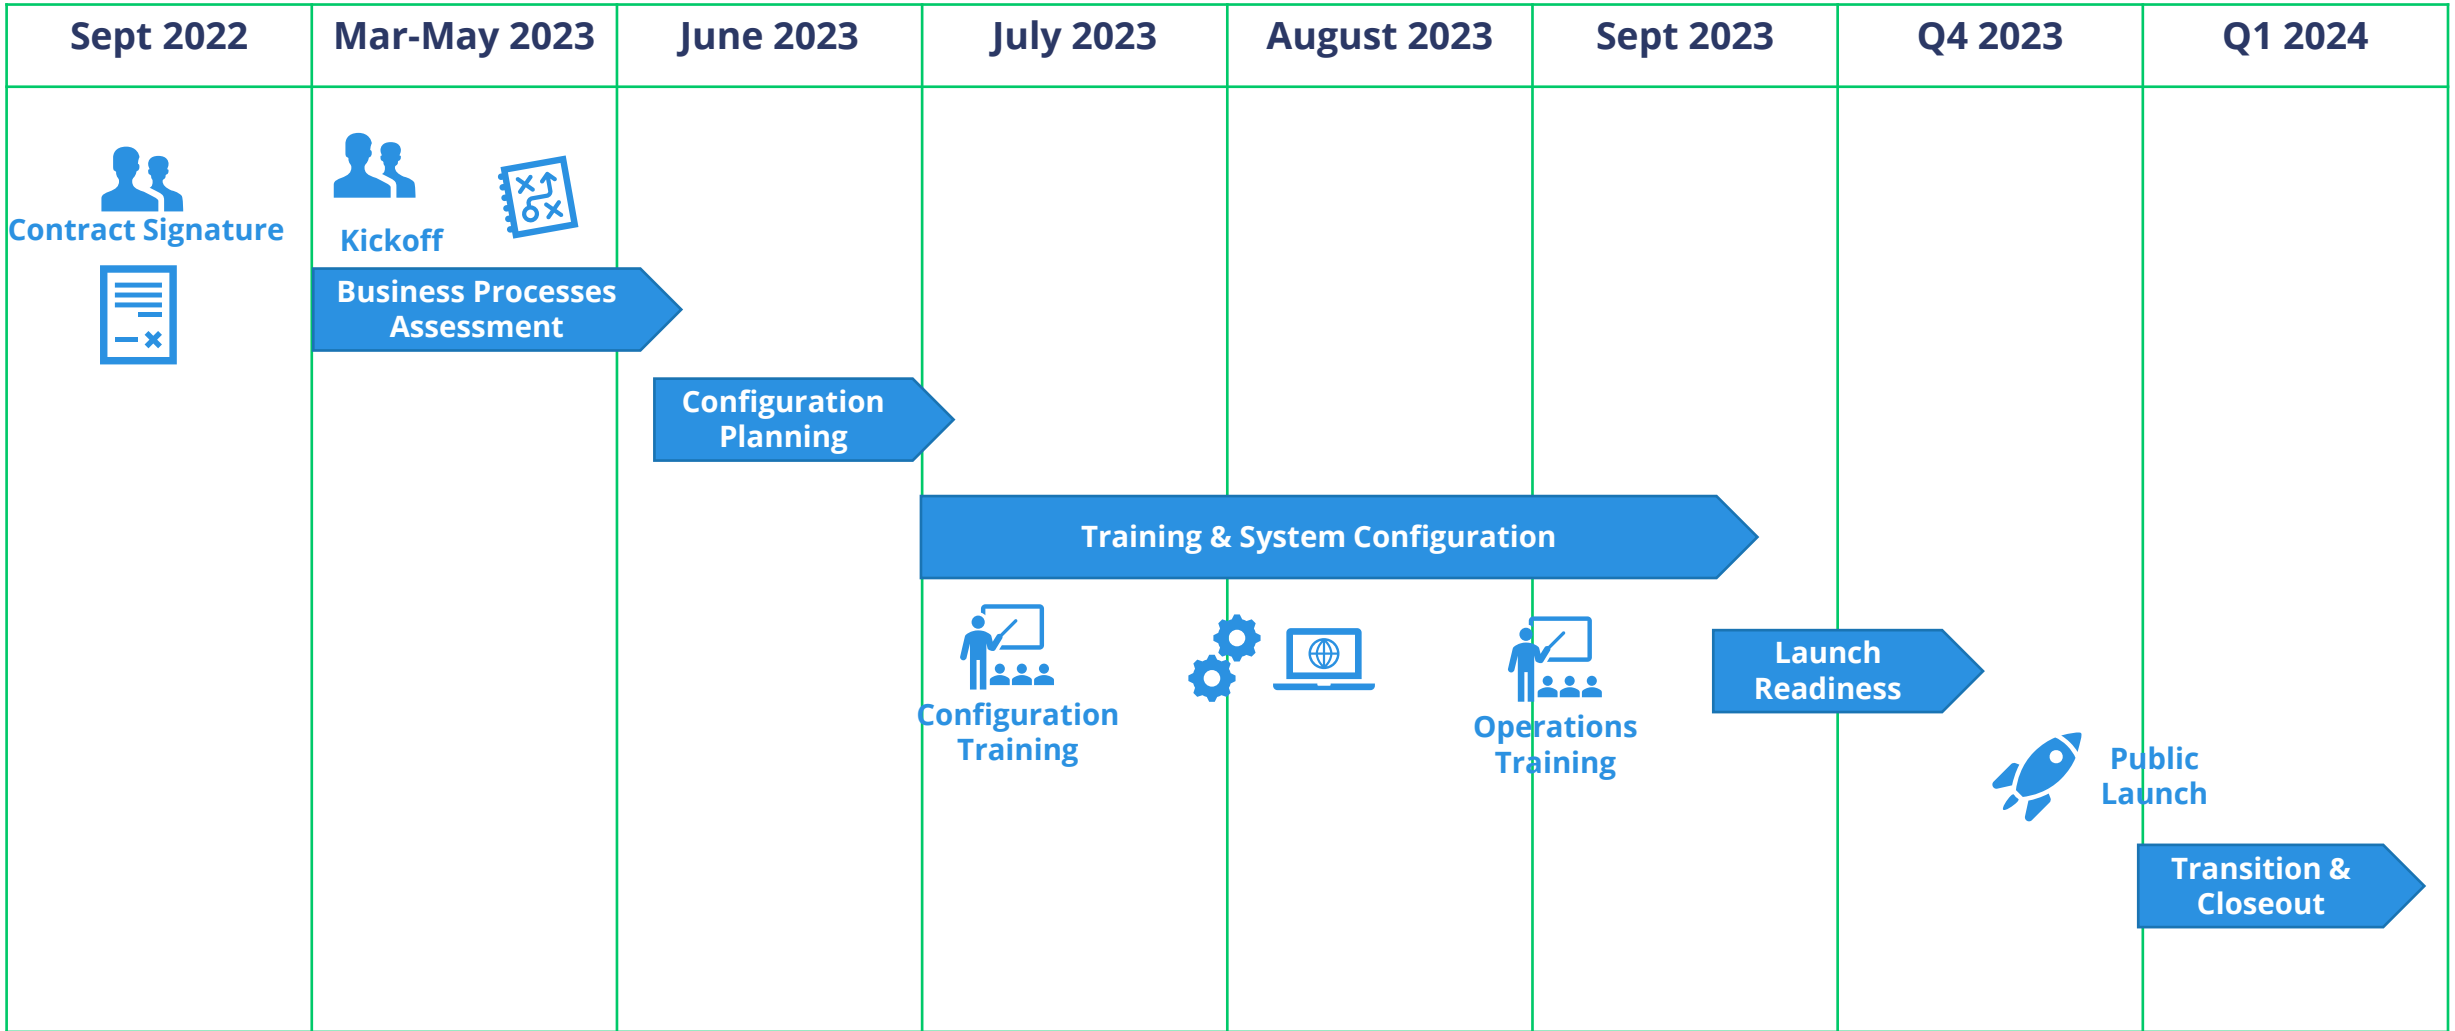 Sept 2022
Mar-May 2023
June 2023
July 2023
August 2023
Sept 2023
Q4 2023
Q1 2024
Contract Signature
Kickoff
Business Processes
Assessment
Configuration
Planning
Training & System Configuration
Configuration
Training
Operations
Training
Launch
Readiness
Public
Launch
Transition &
Closeout